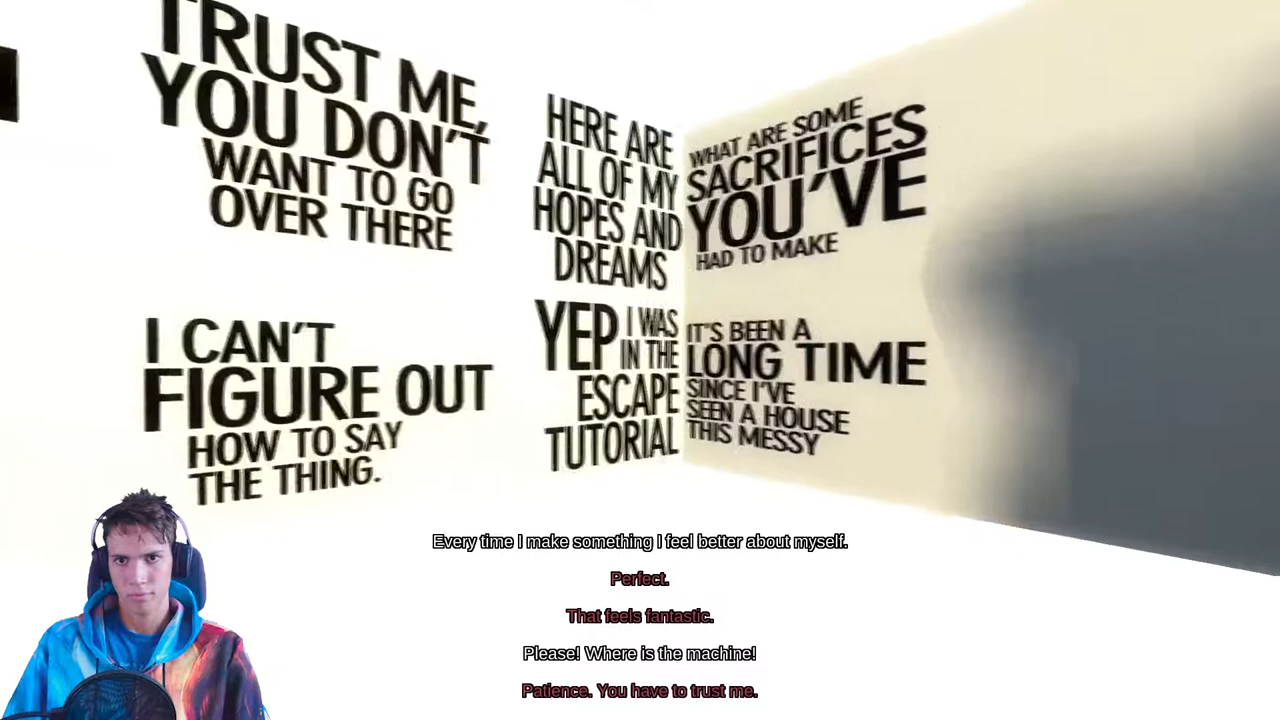 TRUST ME,
YOU DON'T
WANT TO GO
OVER THERE
HERE ARE
ALL OF MY
HOPES AND
DREAMS
WHAT ARE SOME
SACRIFICES
YOU'VE
HAD TO MAKE
I CAN'T
FIGURE OUT
HOW TO SAY
THE THING.
YEP I WAS
IN THE
ESCAPE
TUTORIAL
IT'S BEEN A
LONG TIME
SINCE I'VE
SEEN A HOUSE
THIS MESSY
Every time I make something I feel better about myself.
Perfect.
That feels fantastic.
Please! Where is the machine!
Patience. You have to trust me.